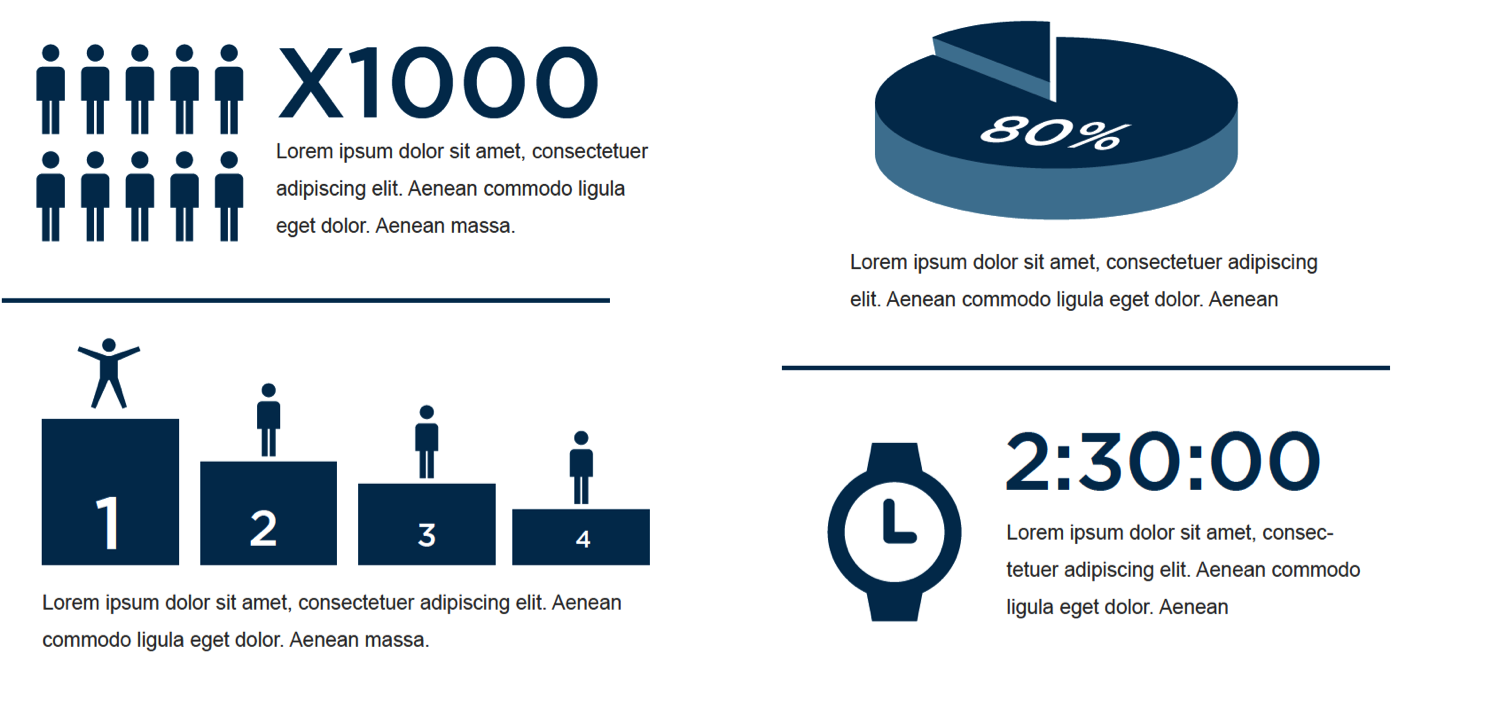 X1000
Lorem ipsum dolor sit amet, consectetuer
adipiscing elit. Aenean commodo ligula
eget dolor. Aenean massa.
1
2
3
4
Lorem ipsum dolor sit amet, consectetuer adipiscing elit. Aenean
commodo ligula eget dolor. Aenean massa.
80%
Lorem ipsum dolor sit amet, consectetuer adipiscing
elit. Aenean commodo ligula eget dolor. Aenean
2:30:00
Lorem ipsum dolor sit amet, consec-
tetuer adipiscing elit. Aenean commodo
ligula eget dolor. Aenean